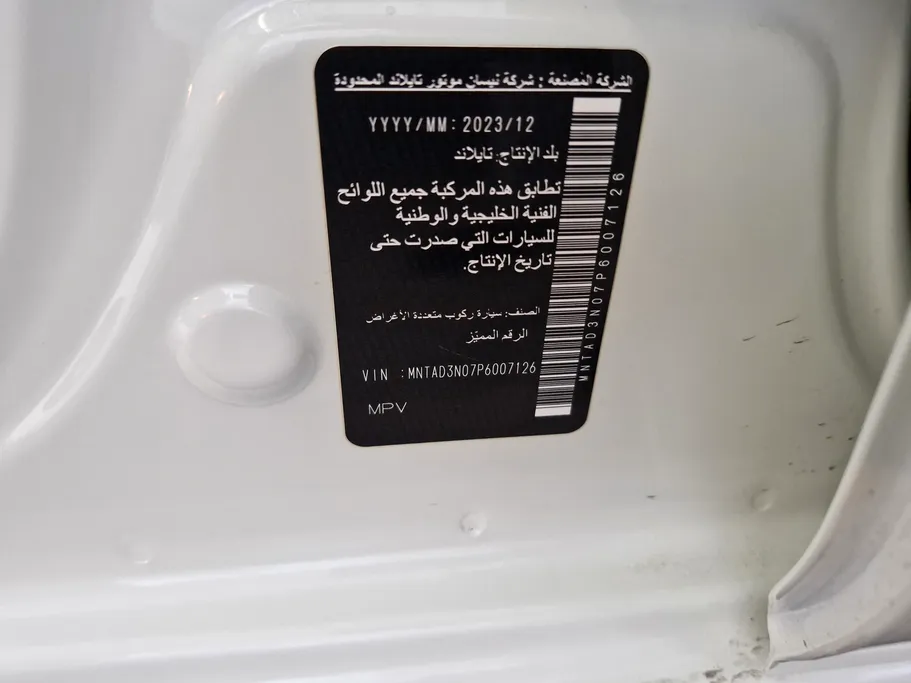 الشركة المصنعة : شركة نيسان موتور تايلاند المحدودة
YYYY/MM: 2023/12
بلد الإنتاج: تايلاند
تطابق هذه المركبة جميع اللوائح
الفنية الخليجية والوطنية
للسيارات التي صدرت حتى
تاريخ الإنتاج.
الصنف: سيارة ركوب متعددة الأغراض
الرقم المميّز
VIN :MNTAD3N07P6007126
MPV
MNTAD3N07P6007126